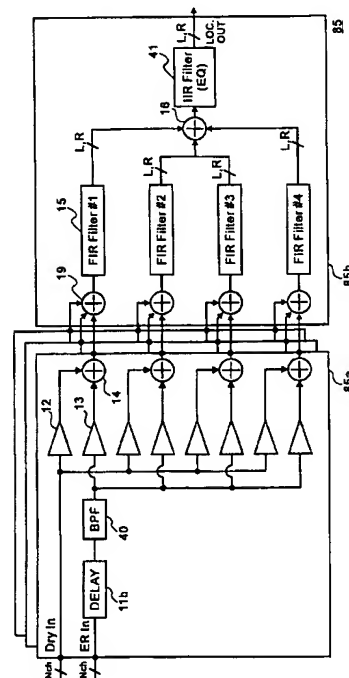 Nch
Dry In
Nch
ER In
DELAY
11b
BPF
40
12
13
14
85a
19
15
FIR Filter #1
FIR Filter #2
FIR Filter #3
FIR Filter #4
L,R
L,R
L,R
L,R
16
41
IIR Filter
(EQ)
L,R
LOC.
OUT
85b
85